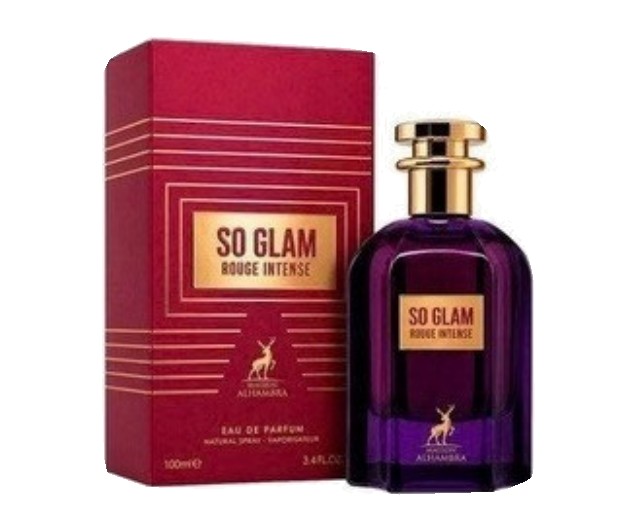 SO GLAM
ROUGE INTENSE
MAISON
ALHAMBRA
EAU DE PARFUM
NATURAL SPRAY - VAPORISATEUR
100ml℮
3.4FL.OZ.
SO GLAM
ROUGE INTENSE
MAISON
ALHAMBRA